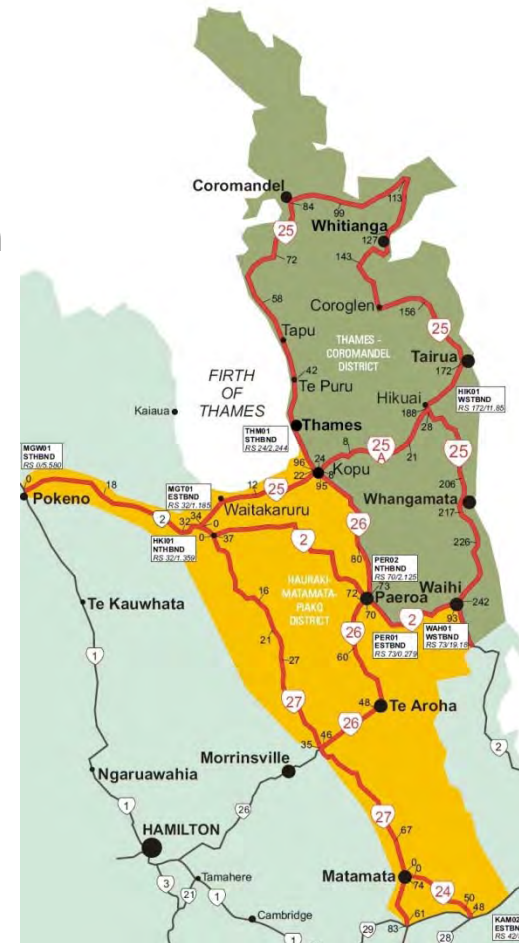 113
Coromandel
84
99
25
Whitianga
127
72
143
58
Coroglen
156
Tapu
THAMES -
COROMANDEL
DISTRICT
25
42
Tairua
172
FIRTH
OF
THAMES
Te Puru
Hikuai
188
HIK01
WSTBND
RS 172/11.85
Kaiaua
THM01
STHBND
RS 24/2.244
Thames
28
8
25
A
21
25
MGW01
STHBND
RS 0/5.580
96
24
Kopu
22
6
95
206
Whangamata
217
0
18
MGT01
ESTBND
RS 32/1.185
12
25
Waitakaruru
26
Pokeno
2
32
34
0
0
37
HKI01
NTHBND
RS 32/1.359
2
80
PER02
NTHBND
RS 70/2.125
226
73
Waihi
72
Paeroa
70
242
Te Kauwhata
HAURAKI-
MATAMATA-
PIAKO
DISTRICT
16
2
93
26
PER01
ESTBND
RS 73/0.279
WAH01
WSTBND
RS 73/19.18
1
21
60
27
48
Te Aroha
2
27
26
Ngaruawahia
35
46
Morrinsville
1
26
27
HAMILTON
67
1
3
Tamahere
21
1
Matamata
0
0
74
24
50
48
Cambridge
61
29
83
28
1
KAM02
ESTBN
RS 42/